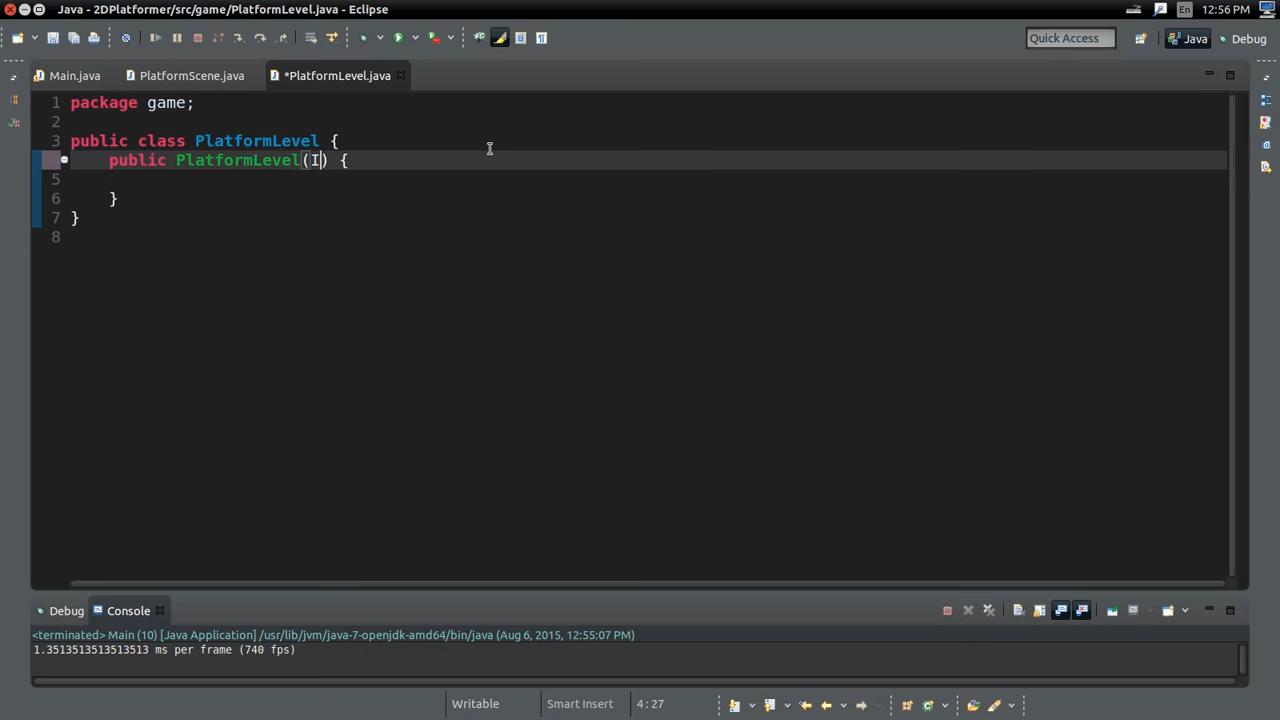 Java - 2DPlatformer/src/game/PlatformLevel.java - Eclipse
En 12:56 PM
Quick Access Java Debug
Main.java PlatformScene.java *PlatformLevel.java
1 package game;
2
3 public class PlatformLevel {
4 public PlatformLevel(I) {
5
6 }
7 }
8
Debug Console
<terminated> Main (10) [Java Application] /usr/lib/jvm/java-7-openjdk-amd64/bin/java (Aug 6, 2015, 12:55:07 PM)
1.3513513513513513 ms per frame (740 fps)
Writable Smart Insert 4:27